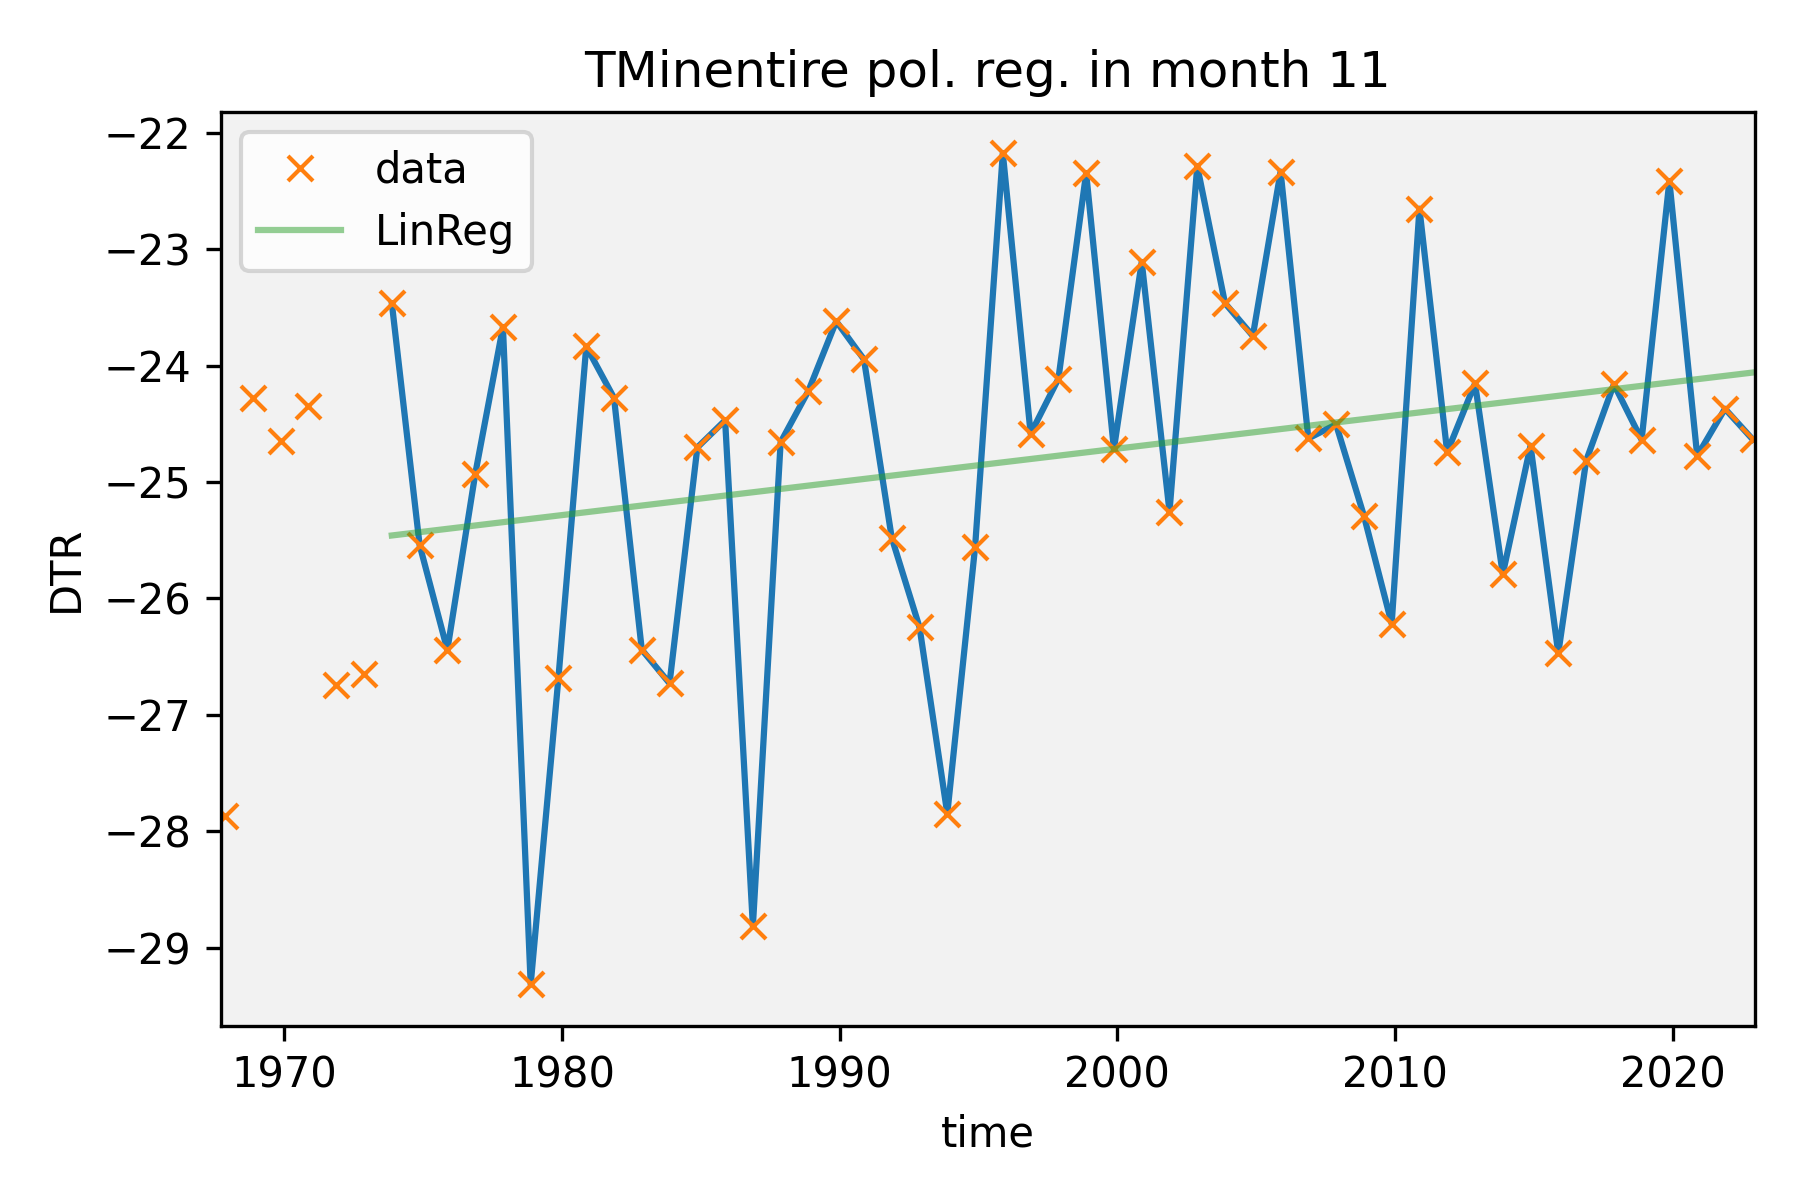 TMinentire pol. reg. in month 11
data
LinReg
DTR
−22
−23
−24
−25
−26
−27
−28
−29
1970 1980 1990 2000 2010 2020
time